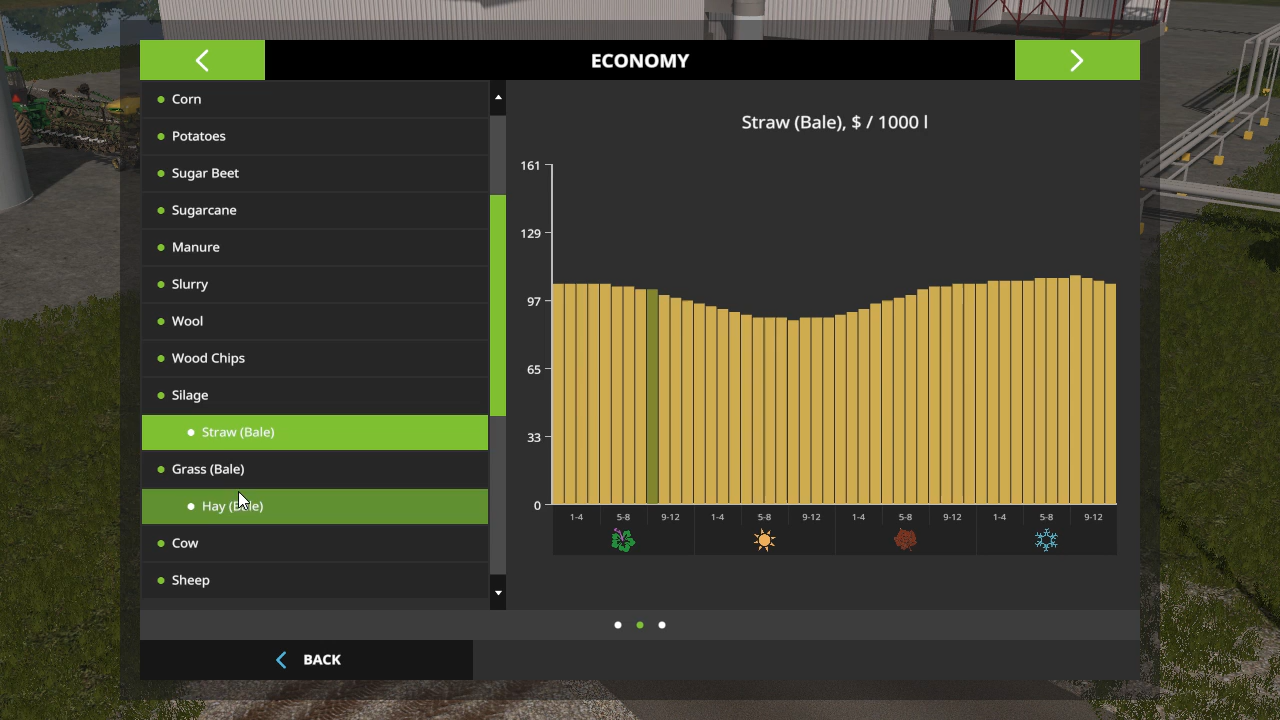 ECONOMY
Corn
Potatoes
Sugar Beet
Sugarcane
Manure
Slurry
Wool
Wood Chips
Silage
Straw (Bale)
Grass (Bale)
Hay (Bale)
Cow
Sheep
Straw (Bale), $ / 1000 l
161
129
97
65
33
0
1-4 5-8 9-12 1-4 5-8 9-12 1-4 5-8 9-12 1-4 5-8 9-12
BACK